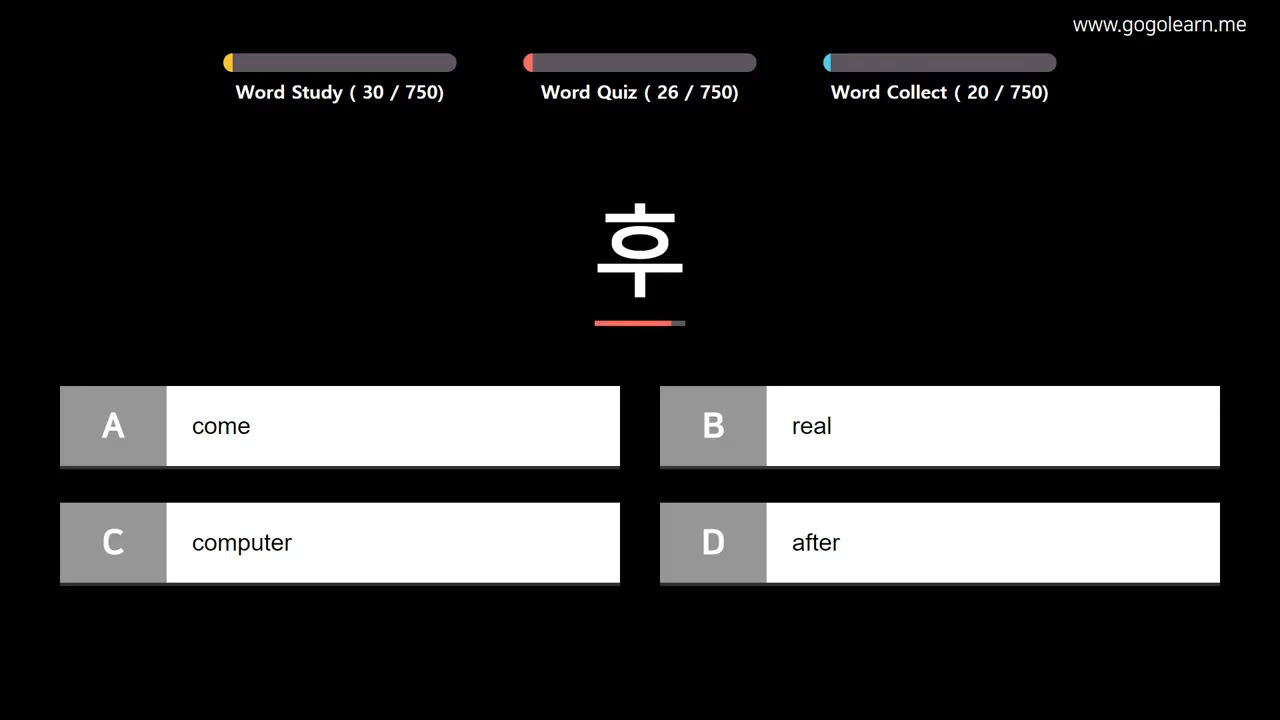 www.gogolearn.me
Word Study ( 30 / 750)
Word Quiz ( 26 / 750)
Word Collect ( 20 / 750)
후
A come
B real
C computer
D after